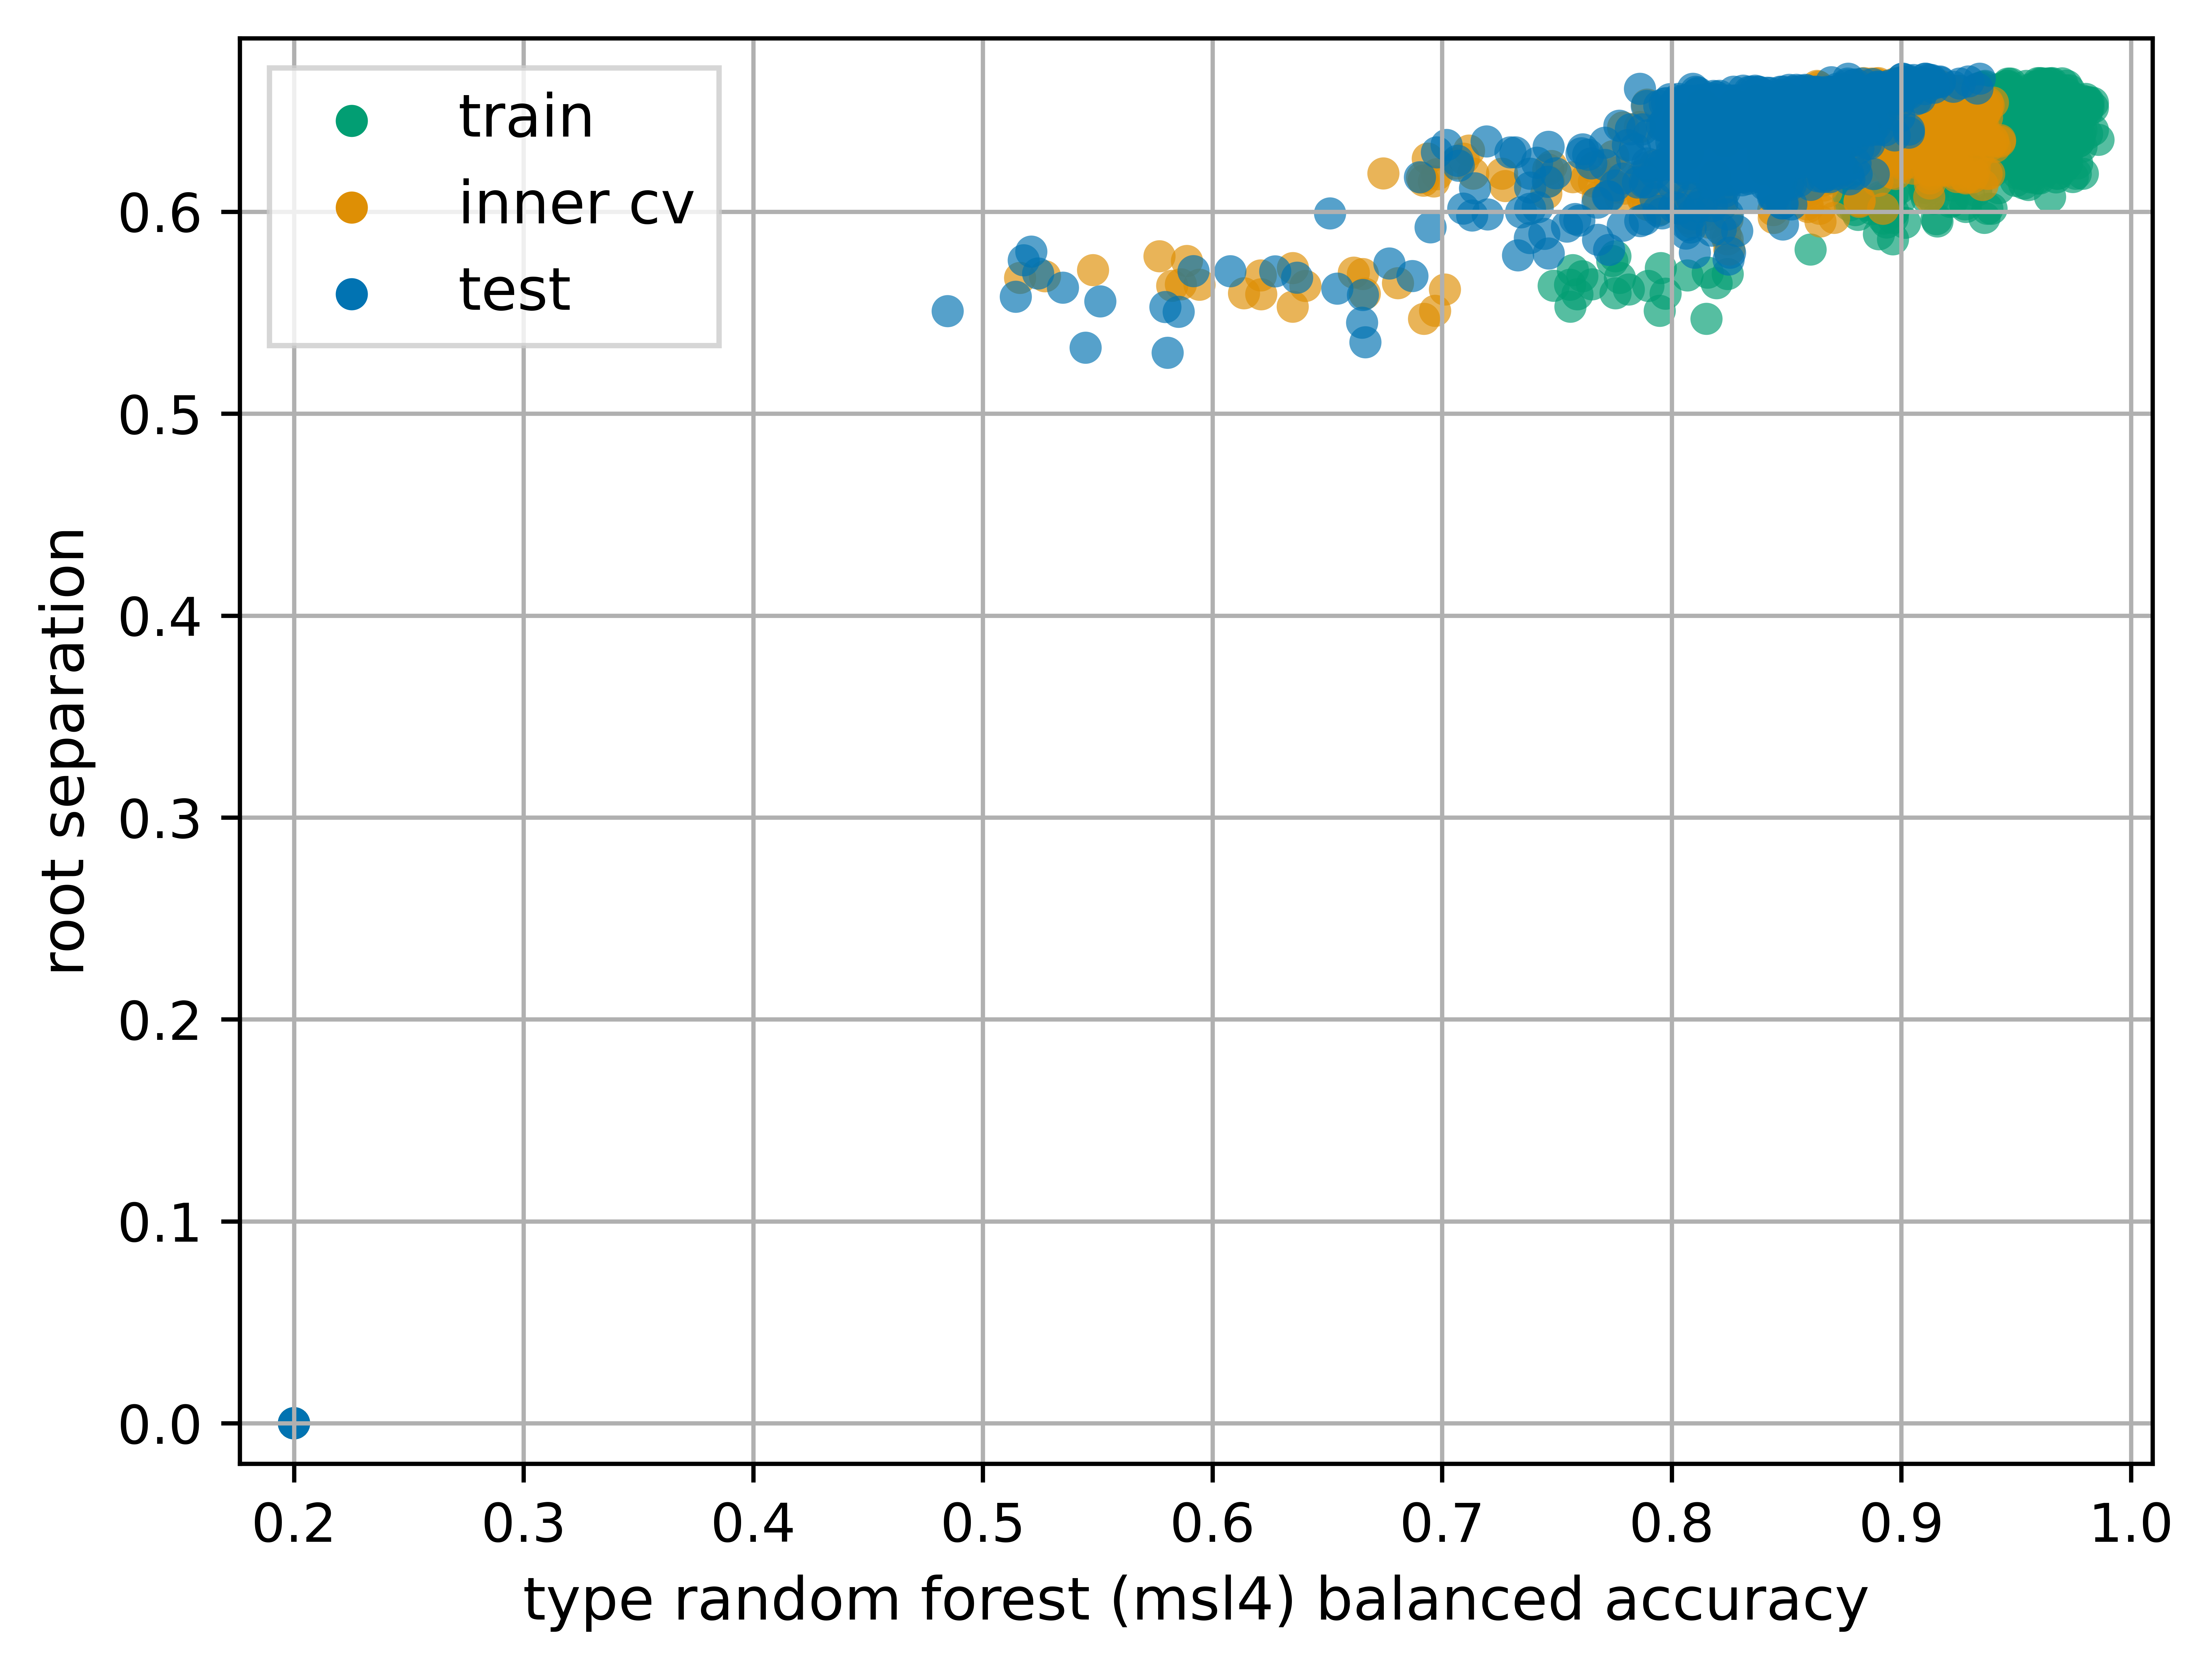 train
inner cv
test
0.6
0.5
0.4
0.3
0.2
0.1
0.0
root separation
0.2 0.3 0.4 0.5 0.6 0.7 0.8 0.9 1.0
type random forest (msl4) balanced accuracy